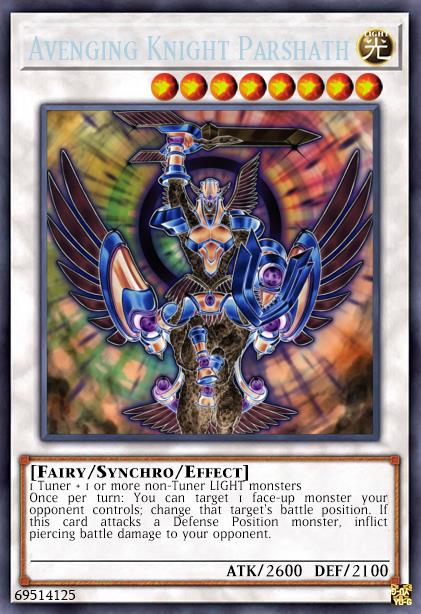 AVENGING KNIGHT PARSHATH
LIGHT
光
[FAIRY/SYNCHRO/EFFECT]
1 Tuner + 1 or more non-Tuner LIGHT monsters
Once per turn: You can target 1 face-up monster your
opponent controls; change that target's battle position. If
this card attacks a Defense Position monster, inflict
piercing battle damage to your opponent.
ATK/2600 DEF/2100
69514125